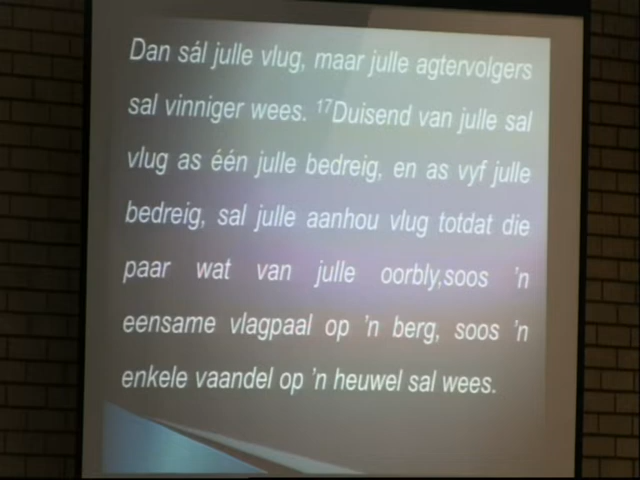 Dan sál julle vlug, maar julle agtervolgers
sal vinniger wees. ¹⁷Duisend van julle sal
vlug as één julle bedreig, en as vyf julle
bedreig, sal julle aanhou vlug totdat die
paar wat van julle oorbly,soos 'n
eensame vlagpaal op 'n berg, soos 'n
enkele vaandel op 'n heuwel sal wees.